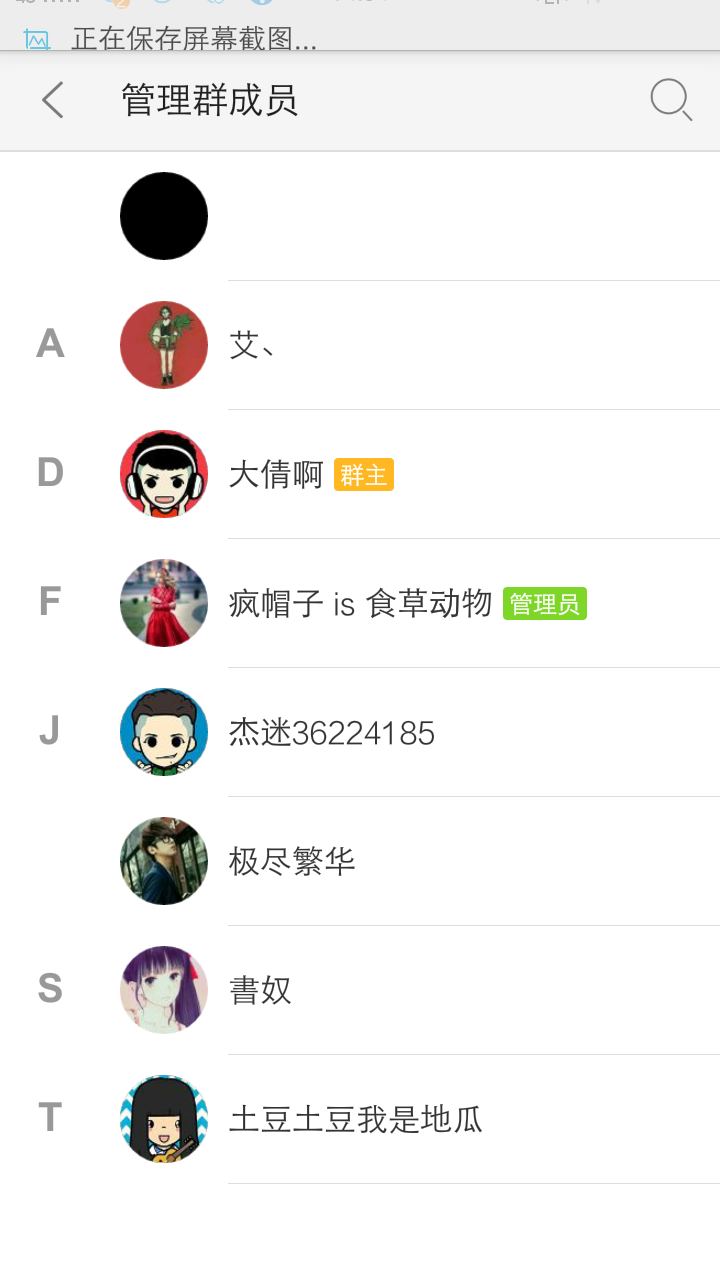 正在保存屏幕截图...
管理群成员
A
艾、
D
大倩啊 群主
F
疯帽子 is 食草动物 管理员
J
杰迷36224185
极尽繁华
S
書奴
T
土豆土豆我是地瓜